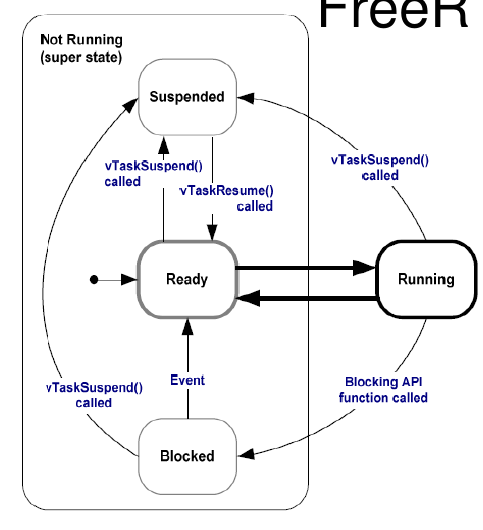 FreeR
Not Running
(super state)
Suspended
vTaskSuspend()
called
vTaskResume()
called
vTaskSuspend()
called
Ready
Running
Event
vTaskSuspend()
called
Blocking API
function called
Blocked